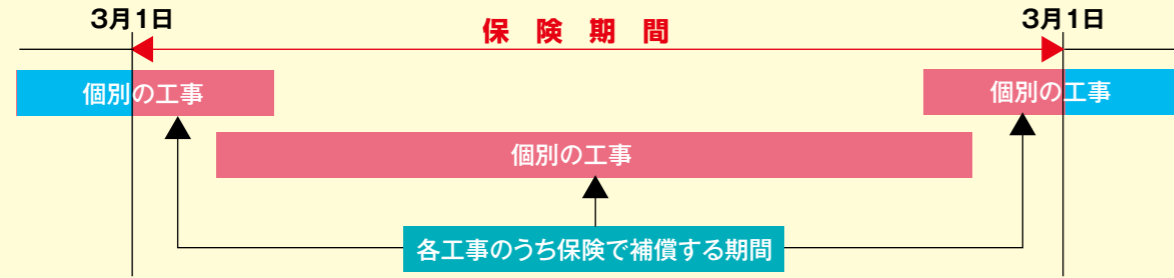 3月1日
保険期間
3月1日
個別の工事
個別の工事
個別の工事
各工事のうち保険で補償する期間